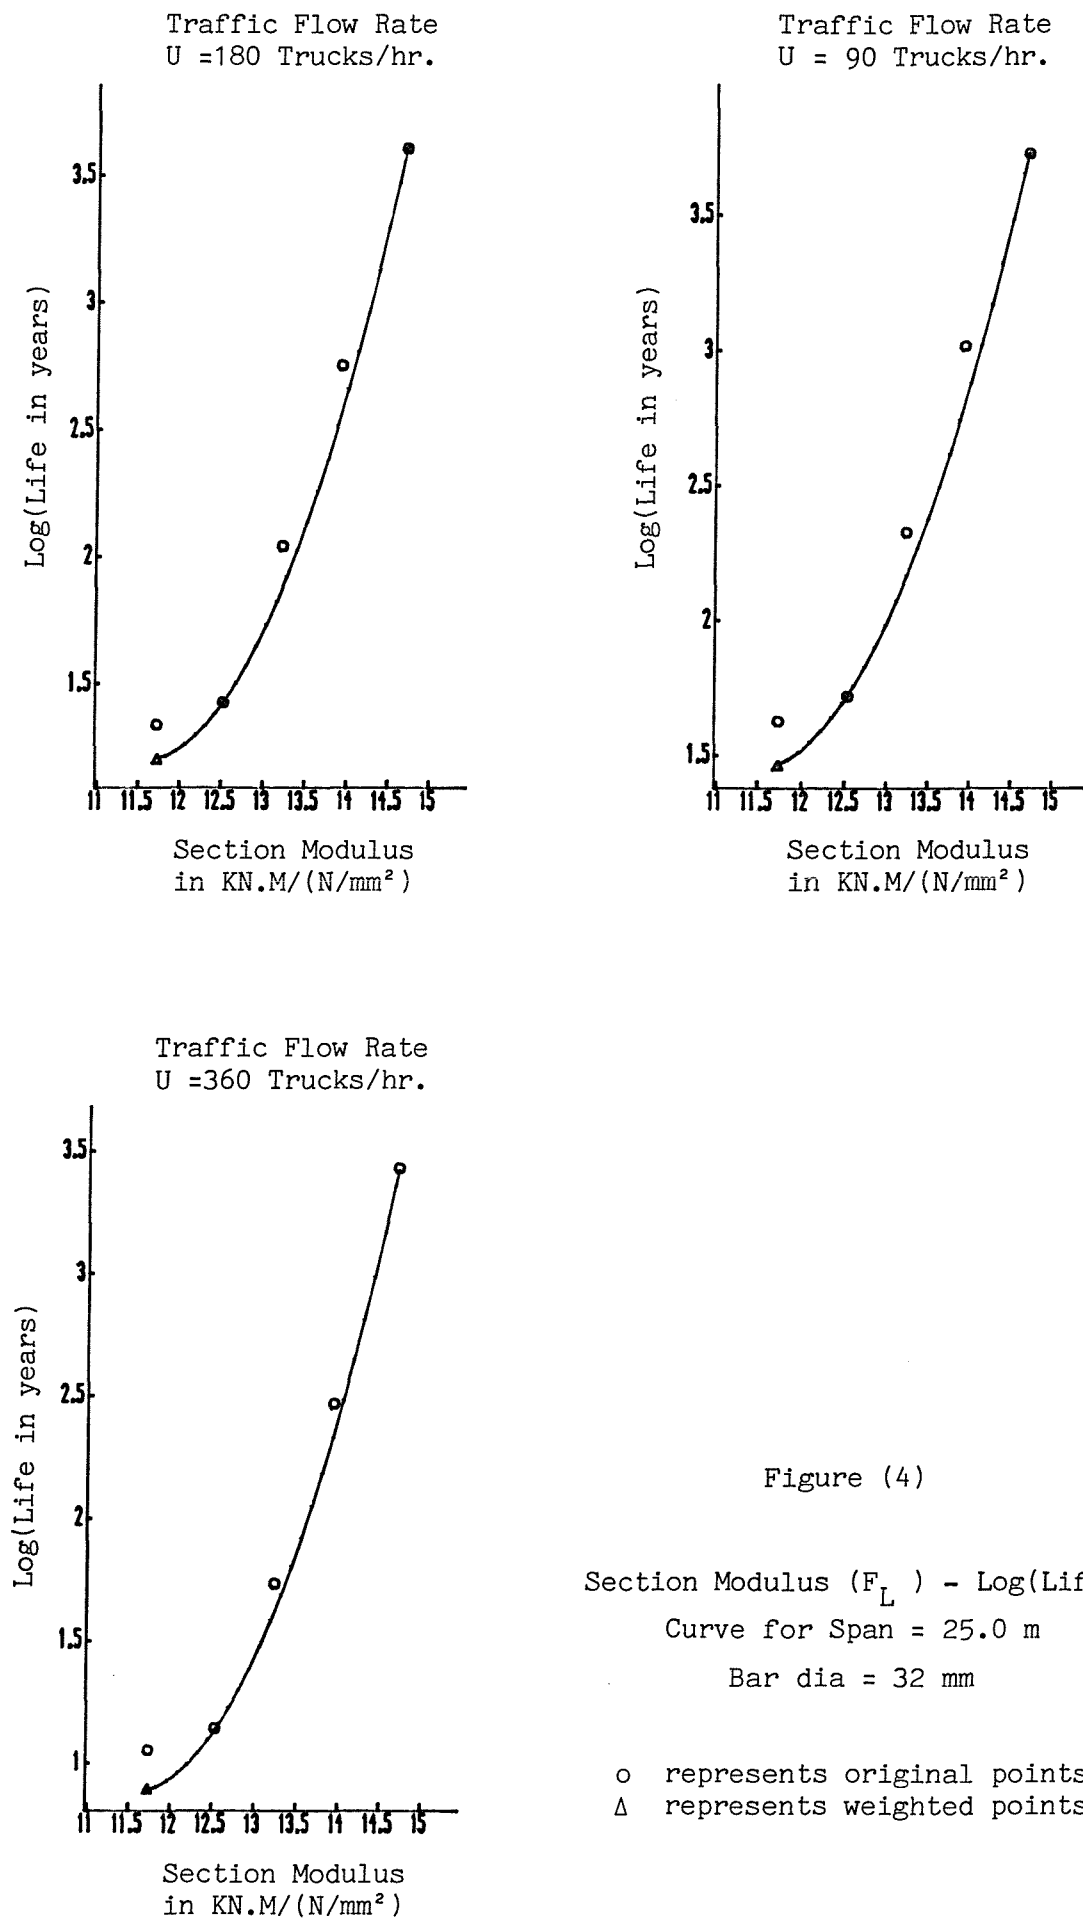 Traffic Flow Rate
U =180 Trucks/hr.
3.5
3
2.5
2
1.5
Log(Life in years)
11 11.5 12 12.5 13 13.5 14 14.5 15
Section Modulus
in KN.M/(N/mm²)
Traffic Flow Rate
U = 90 Trucks/hr.
3.5
3
2.5
2
1.5
Log(Life in years)
11 11.5 12 12.5 13 13.5 14 14.5 15
Section Modulus
in KN.M/(N/mm²)
Traffic Flow Rate
U =360 Trucks/hr.
3.5
3
2.5
2
1.5
1
Log(Life in years)
11 11.5 12 12.5 13 13.5 14 14.5 15
Section Modulus
in KN.M/(N/mm²)
Figure (4)
Section Modulus (F_L ) - Log(Lif
Curve for Span = 25.0 m
Bar dia = 32 mm
o represents original points
Δ represents weighted points